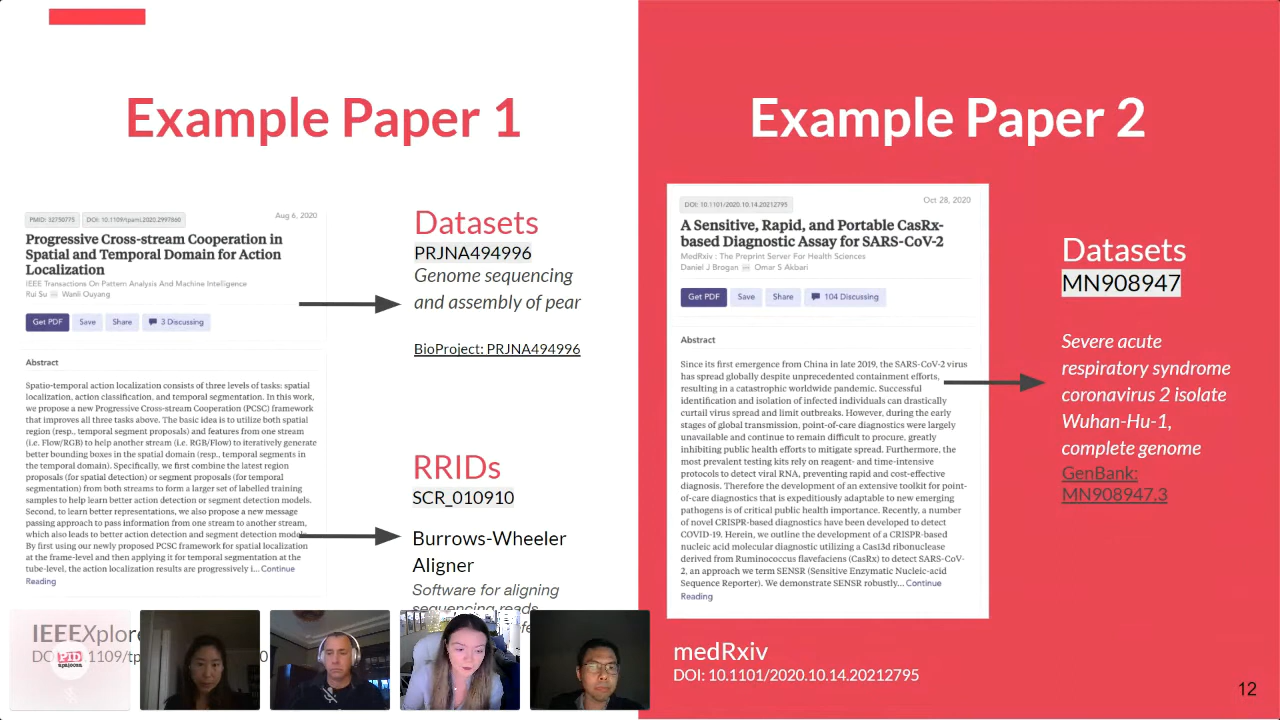 Example Paper 1
PMID: 32750775
DOI: 10.1109/tpami.2020.2997860
Aug 6, 2020
Progressive Cross-stream Cooperation in
Spatial and Temporal Domain for Action
Localization
IEEE Transactions On Pattern Analysis And Machine Intelligence
Rui Su
Wanli Ouyang
Get PDF
Save
Share
3 Discussing
Abstract
Spatio-temporal action localization consists of three levels of tasks: spatial
localization, action classification, and temporal segmentation. In this work,
we propose a new Progressive Cross-stream Cooperation (PCSC) framework
that improves all three tasks above. The basic idea is to utilize both spatial
region (resp., temporal segment proposals) and features from one stream
(i.e. Flow/RGB) to help another stream (i.e. RGB/Flow) to iteratively generate
better bounding boxes in the spatial domain (resp., temporal segments in
the temporal domain). Specifically, we first combine the latest region
proposals (for spatial detection) or segment proposals (for temporal
segmentation) from both streams to form a larger set of labelled training
samples to help learn better action detection or segment detection models.
Second, to learn better representations, we also propose a new message
passing approach to pass information from one stream to another stream,
which also leads to better action detection and segment detection models.
By first using our newly proposed PCSC framework for spatial localization
at the frame-level and then applying it for temporal segmentation at the
tube-level, the action localization results are progressively i... Continue
Reading
Datasets
PRJNA494996
Genome sequencing
and assembly of pear
BioProject: PRJNA494996
RRIDs
SCR_010910
Burrows-Wheeler
Aligner
Software for aligning
sequencing reads
IEEEXplore
PID
Example Paper 2
DOI: 10.1101/2020.10.14.20212795
Oct 28, 2020
A Sensitive, Rapid, and Portable CasRx-
based Diagnostic Assay for SARS-CoV-2
MedRxiv : The Preprint Server For Health Sciences
Daniel J Brogan
Omar S Akbari
Get PDF
Save
Share
104 Discussing
Abstract
Since its first emergence from China in late 2019, the SARS-CoV-2 virus
has spread globally despite unprecedented containment efforts,
resulting in a catastrophic worldwide pandemic. Successful
identification and isolation of infected individuals can drastically
curtail virus spread and limit outbreaks. However, during the early
stages of global transmission, point-of-care diagnostics were largely
unavailable and continue to remain difficult to procure, greatly
inhibiting public health efforts to mitigate spread. Furthermore, the
most prevalent testing kits rely on reagent- and time-intensive
protocols to detect viral RNA, preventing rapid and cost-effective
diagnosis. Therefore the development of an extensive toolkit for point-
of-care diagnostics that is expeditiously adaptable to new emerging
pathogens is of critical public health importance. Recently, a
number of novel CRISPR-based diagnostics have been developed to detect
COVID-19. Herein, we outline the development of a CRISPR-based
nucleic acid molecular diagnostic utilizing a Cas13d ribonuclease
derived from Ruminococcus flavefaciens (CasRx) to detect SARS-CoV-
2, an approach we term SENSR (Sensitive Enzymatic Nucleic-acid
Sequence Reporter). We demonstrate SENSR robustly... Continue
Reading
Datasets
MN908947
Severe acute
respiratory syndrome
coronavirus 2 isolate
Wuhan-Hu-1,
complete genome
GenBank:
MN908947.3
medRxiv
DOI: 10.1101/2020.10.14.20212795
12